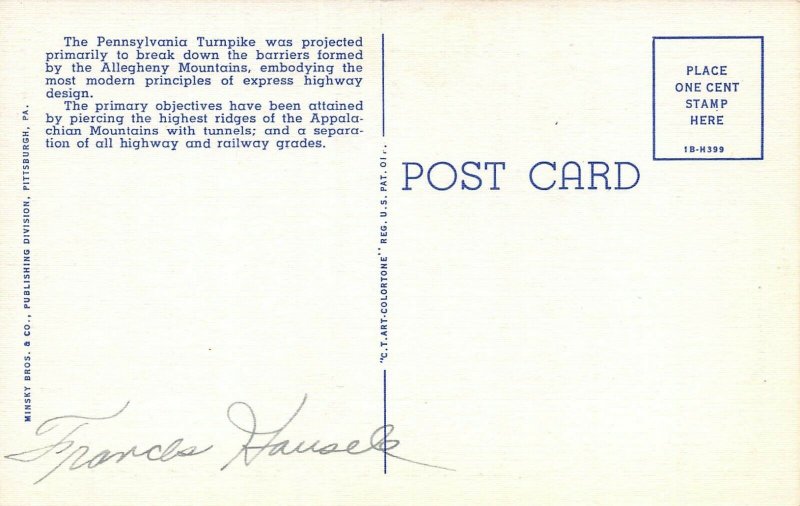 The Pennsylvania Turnpike was projected
primarily to break down the barriers formed
by the Allegheny Mountains, embodying the
most modern principles of express highway
design.
The primary objectives have been attained
by piercing the highest ridges of the Appala-
chian Mountains with tunnels; and a separa-
tion of all highway and railway grades.
MINSKY BROS. & CO., PUBLISHING DIVISION, PITTSBURGH, PA.
"C.T. ART-COLORTONE" REG. U.S. PAT.
POST CARD
PLACE
ONE CENT
STAMP
HERE
1B-H399
Frances